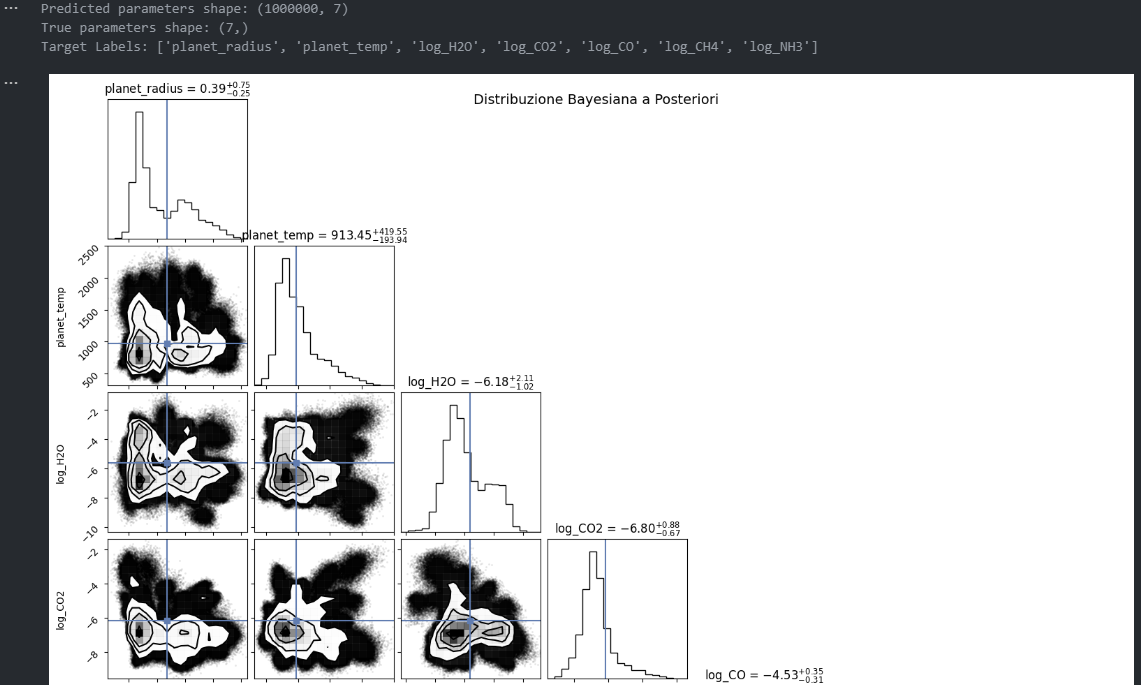 Predicted parameters shape: (1000000, 7)
True parameters shape: (7,)
Target Labels: ['planet_radius', 'planet_temp', 'log_H2O', 'log_CO2', 'log_CO', 'log_CH4', 'log_NH3']
planet_radius = 0.39+0.75−0.25
Distribuzione Bayesiana a Posteriori
planet_temp = 913.45+419.55−193.94
2500
2000
1500
1000
500
planet_temp
log_H2O = −6.18+2.11−1.02
−2
−4
−6
−8
−10
log_H2O
log_CO2 = −6.80+0.88−0.67
−2
−4
−6
−8
log_CO2
log_CO = −4.53+0.35−0.31